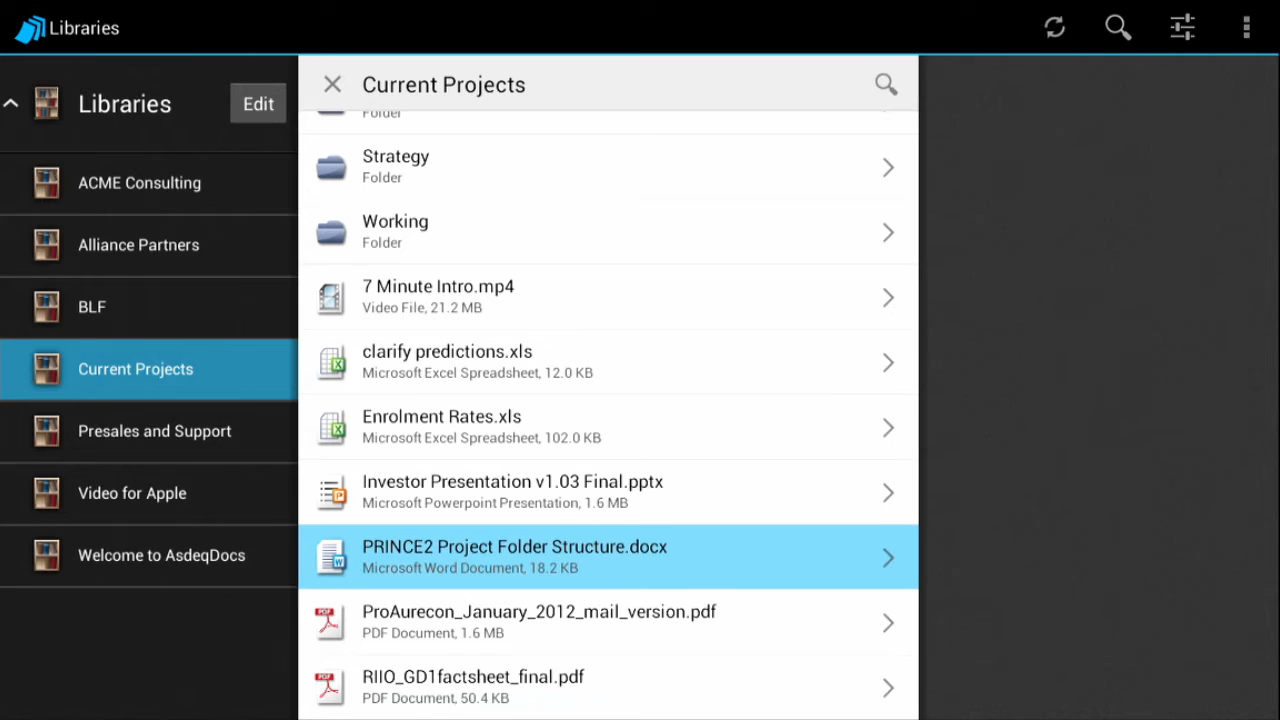 Libraries
Libraries
Edit
ACME Consulting
Alliance Partners
BLF
Current Projects
Presales and Support
Video for Apple
Welcome to AsdeqDocs
Current Projects
Folder
Strategy
Folder
Working
Folder
7 Minute Intro.mp4
Video File, 21.2 MB
clarify predictions.xls
Microsoft Excel Spreadsheet, 12.0 KB
Enrolment Rates.xls
Microsoft Excel Spreadsheet, 102.0 KB
Investor Presentation v1.03 Final.pptx
Microsoft Powerpoint Presentation, 1.6 MB
PRINCE2 Project Folder Structure.docx
Microsoft Word Document, 18.2 KB
ProAurecon_January_2012_mail_version.pdf
PDF Document, 1.6 MB
RIIO_GD1factsheet_final.pdf
PDF Document, 50.4 KB